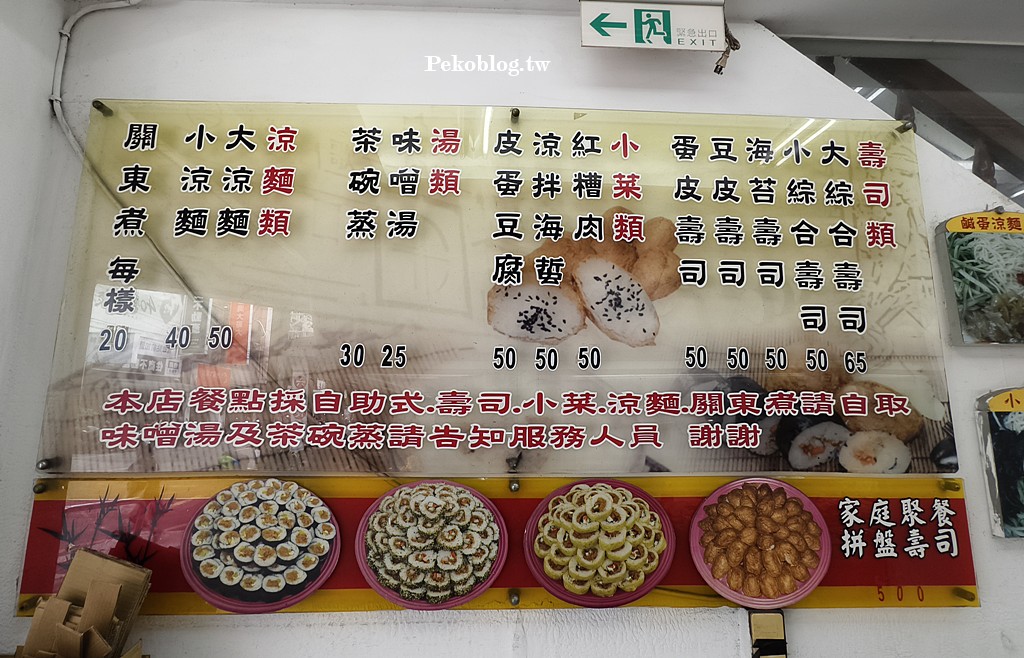 緊急出口
EXIT
Pekoblog.tw
壽司類
大綜合壽司 65
小綜合壽司 50
海苔壽司 50
豆皮壽司 50
蛋皮壽司 50
小菜類
紅糟肉 50
涼拌海哲 50
皮蛋豆腐 50
湯類
味噌湯 25
茶碗蒸 30
涼麵類
大涼麵 50
小涼麵 40
關東煮每樣 20
本店餐點採自助式.壽司.小菜.涼麵.關東煮請自取
味噌湯及茶碗蒸請告知服務人員 謝謝
家庭聚餐
拼盤壽司
500
鹹蛋涼麵
小